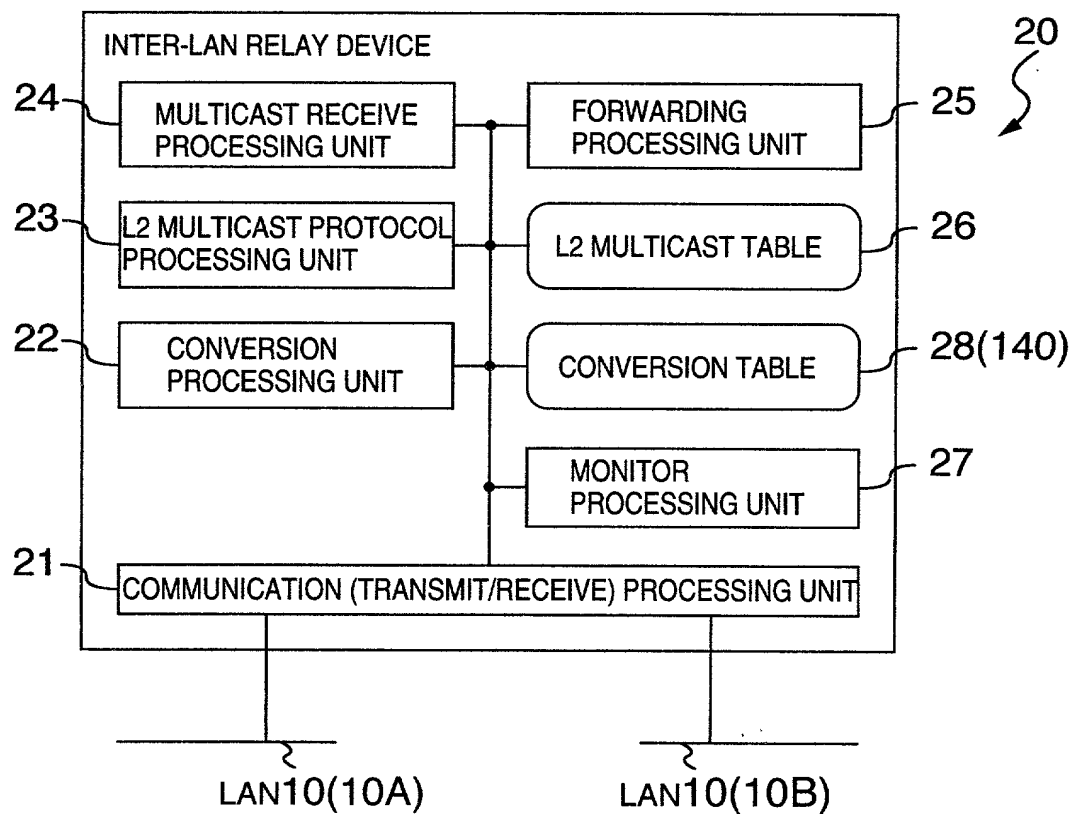 20
INTER-LAN RELAY DEVICE
24
MULTICAST RECEIVE
PROCESSING UNIT
FORWARDING
PROCESSING UNIT
25
23
L2 MULTICAST PROTOCOL
PROCESSING UNIT
L2 MULTICAST TABLE
26
22
CONVERSION
PROCESSING UNIT
CONVERSION TABLE
28(140)
MONITOR
PROCESSING UNIT
27
21
COMMUNICATION (TRANSMIT/RECEIVE) PROCESSING UNIT
LAN10(10A)
LAN10(10B)